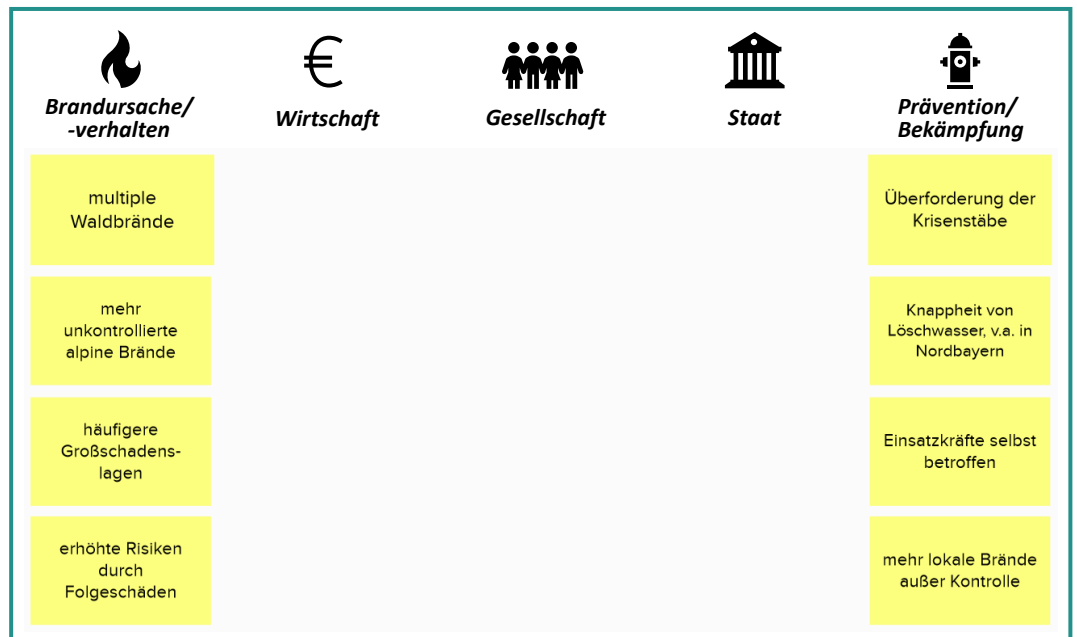 Brandursache/
-verhalten
Wirtschaft
Gesellschaft
Staat
Prävention/
Bekämpfung
multiple
Waldbrände
Überforderung der
Krisenstäbe
mehr
unkontrollierte
alpine Brände
Knappheit von
Löschwasser, v.a. in
Nordbayern
häufigere
Großschadens-
lagen
Einsatzkräfte selbst
betroffen
erhöhte Risiken
durch
Folgeschäden
mehr lokale Brände
außer Kontrolle